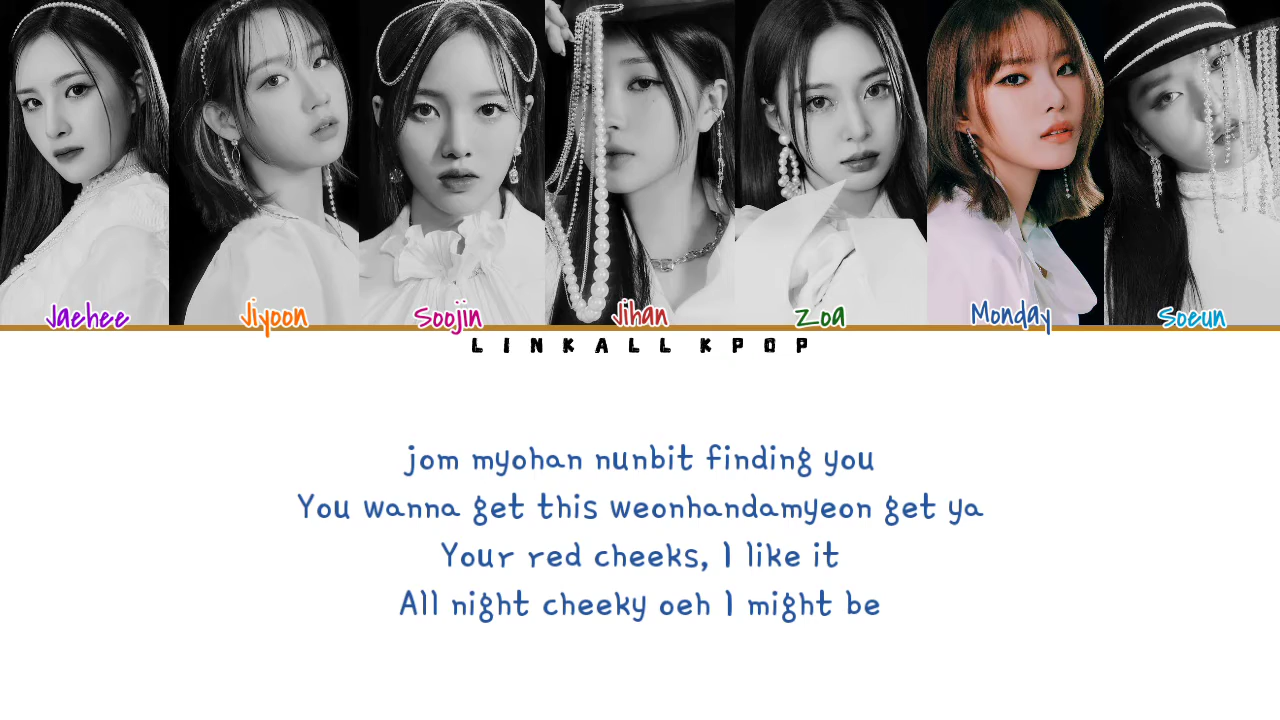 Jaehee Jiyoon Soojin Jihan Zoa Monday Soeun
LINKALL KPOP
jom myohan nunbit finding you
You wanna get this weonhandamyeon get ya
Your red cheeks, I like it
All night cheeky oeh I might be